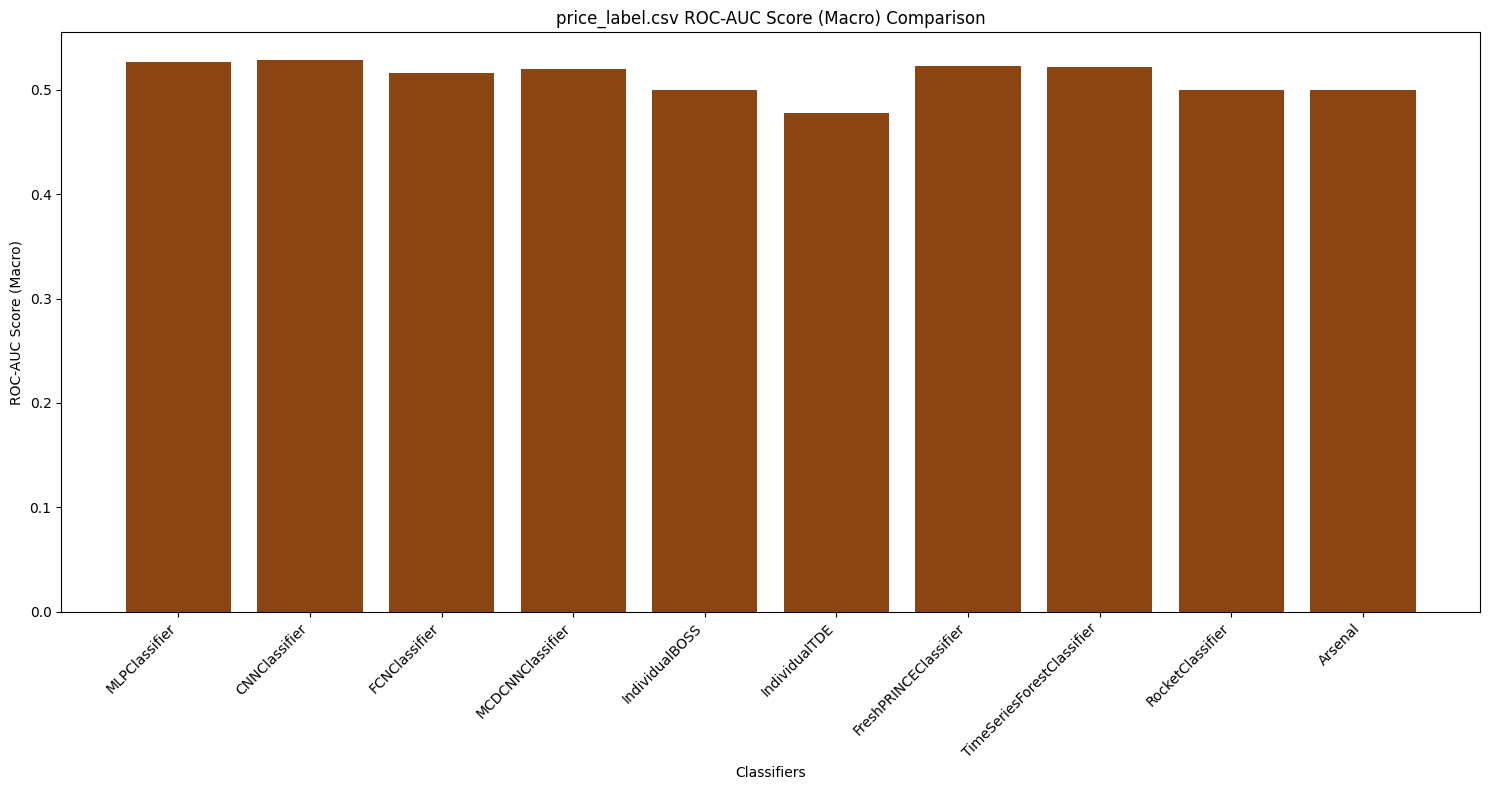 price_label.csv ROC-AUC Score (Macro) Comparison
ROC-AUC Score (Macro)
0.5
0.4
0.3
0.2
0.1
0.0
MLPClassifier
CNNClassifier
FCNClassifier
MCDCNNClassifier
IndividualBOSS
IndividualTDE
FreshPRINCEClassifier
TimeSeriesForestClassifier
RocketClassifier
Arsenal
Classifiers